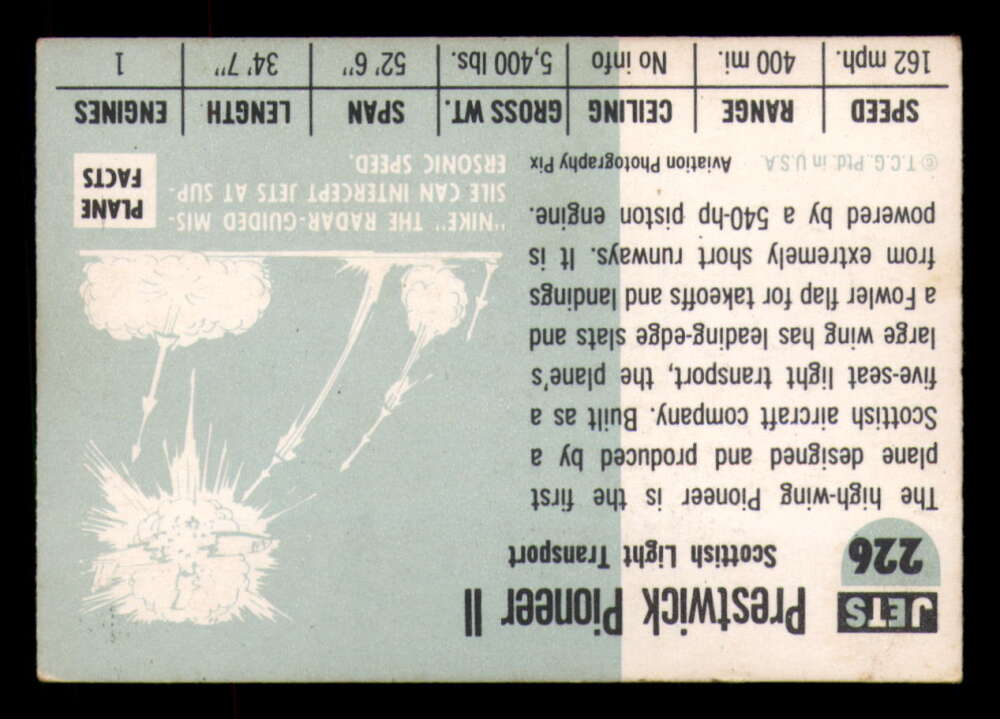 JETS
226
Prestwick Pioneer II
Scottish Light Transport
The high-wing Pioneer is the first
plane designed and produced by a
Scottish aircraft company. Built as a
five-seat light transport, the plane's
large wing has leading-edge slats and
a Fowler flap for takeoffs and landings
from extremely short runways. It is
powered by a 540-hp piston engine.
© T.C.G. Ptd. in U.S.A. Aviation Photography Pix
"NIKE" THE RADAR-GUIDED MIS-
SILE CAN INTERCEPT JETS AT SUP-
ERSONIC SPEED.
PLANE
FACTS
SPEED RANGE CEILING GROSS WT. SPAN LENGTH ENGINES
162 mph. 400 mi. No info 5,400 lbs. 52' 6" 34' 7" 1